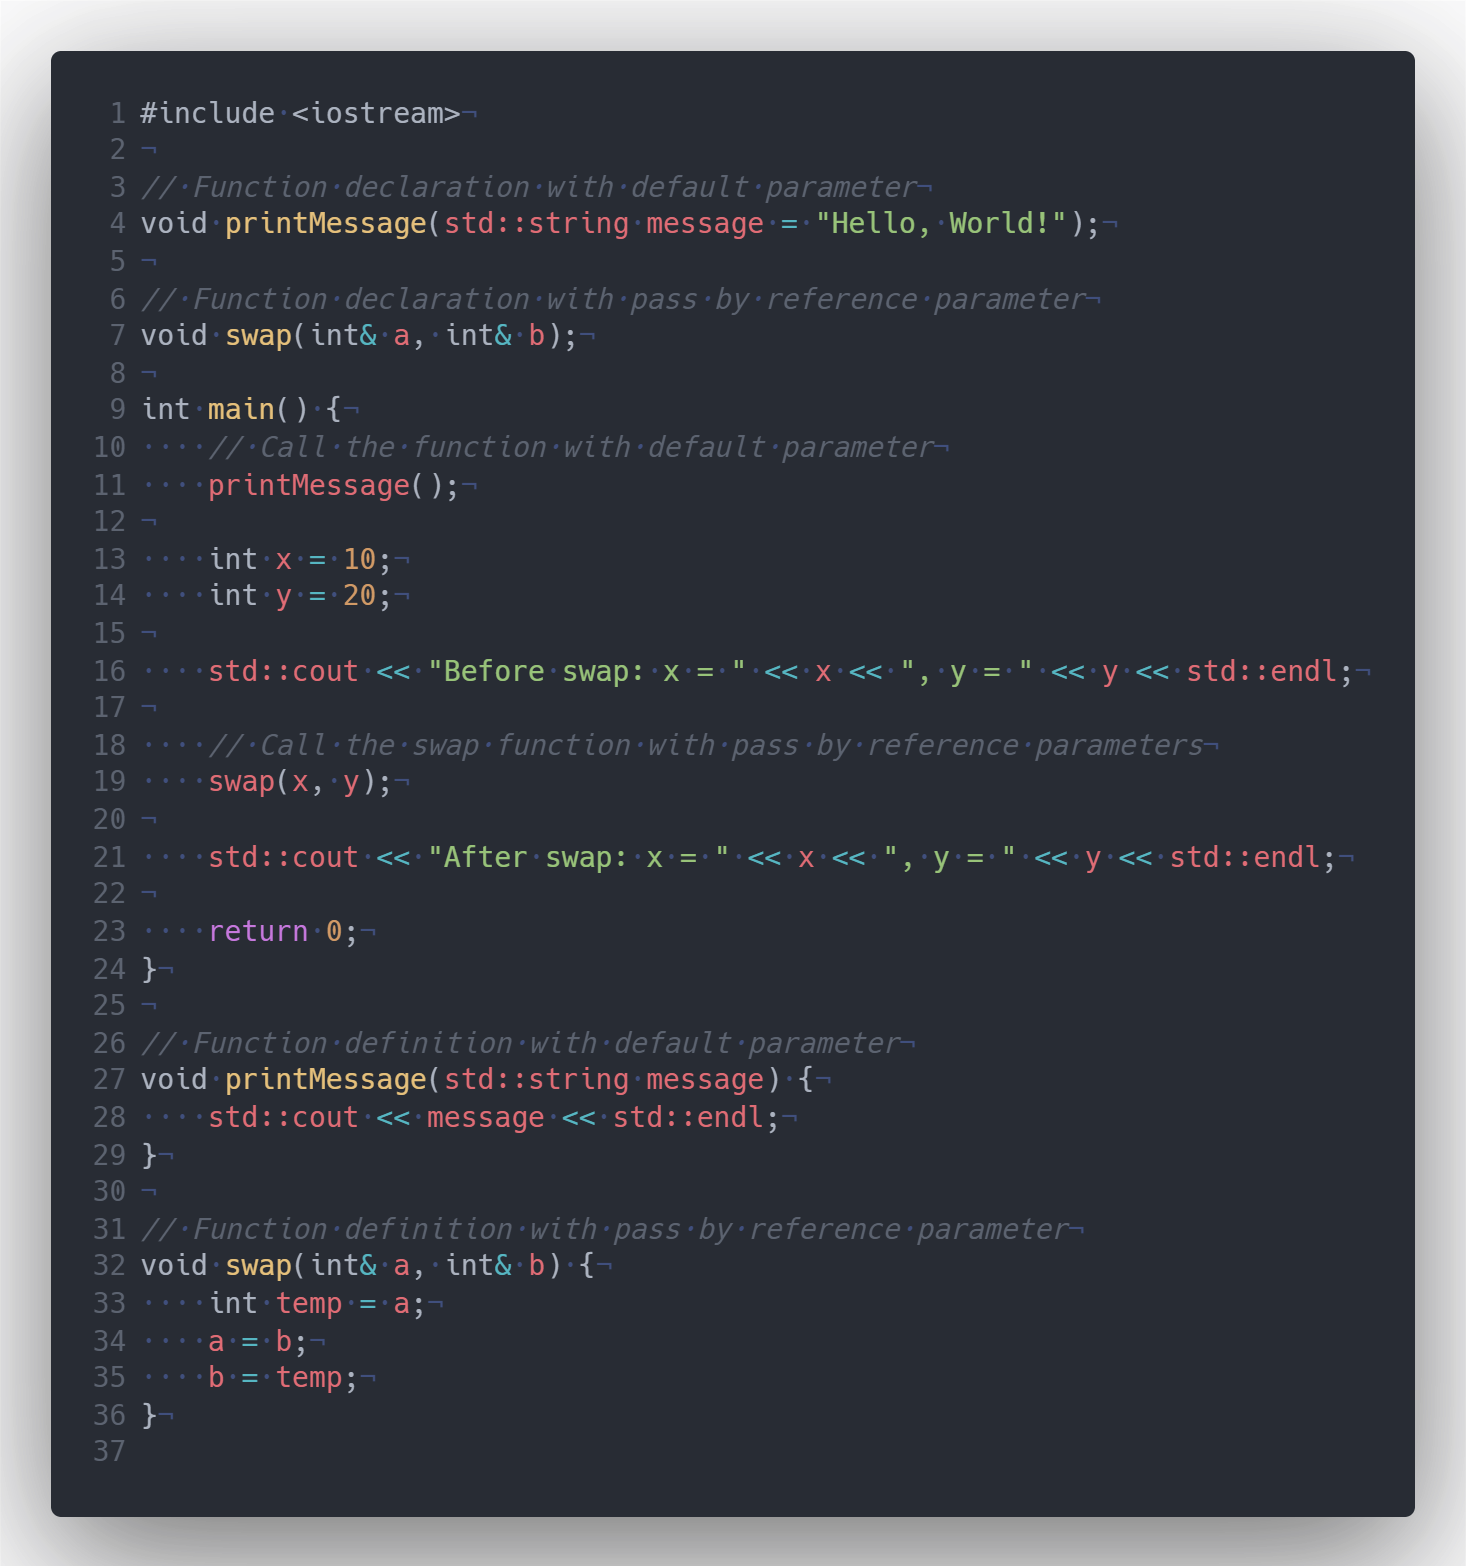 1 #include·<iostream>¬
2 ¬
3 //·Function·declaration·with·default·parameter¬
4 void·printMessage(std::string·message·=·"Hello,·World!");¬
5 ¬
6 //·Function·declaration·with·pass·by·reference·parameter¬
7 void·swap(int&·a,·int&·b);¬
8 ¬
9 int·main()·{¬
10 ····//·Call·the·function·with·default·parameter¬
11 ····printMessage();¬
12 ¬
13 ····int·x·=·10;¬
14 ····int·y·=·20;¬
15 ¬
16 ····std::cout·<<·"Before·swap:·x·=·"·<<·x·<<·",·y·=·"·<<·y·<<·std::endl;¬
17 ¬
18 ····//·Call·the·swap·function·with·pass·by·reference·parameters¬
19 ····swap(x,·y);¬
20 ¬
21 ····std::cout·<<·"After·swap:·x·=·"·<<·x·<<·",·y·=·"·<<·y·<<·std::endl;¬
22 ¬
23 ····return·0;¬
24 }¬
25 ¬
26 //·Function·definition·with·default·parameter¬
27 void·printMessage(std::string·message)·{¬
28 ····std::cout·<<·message·<<·std::endl;¬
29 }¬
30 ¬
31 //·Function·definition·with·pass·by·reference·parameter¬
32 void·swap(int&·a,·int&·b)·{¬
33 ····int·temp·=·a;¬
34 ····a·=·b;¬
35 ····b·=·temp;¬
36 }¬
37